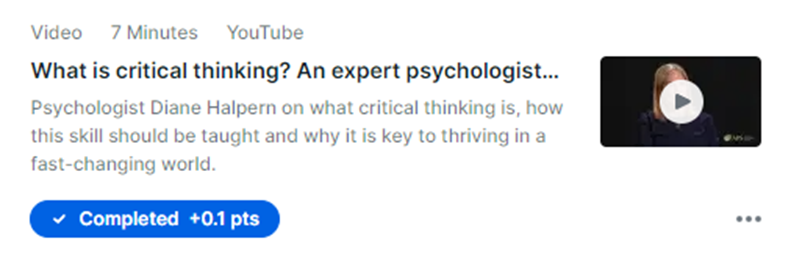 Video 7 Minutes YouTube
What is critical thinking? An expert psychologist...
Psychologist Diane Halpern on what critical thinking is, how
this skill should be taught and why it is key to thriving in a
fast-changing world.
Completed +0.1 pts